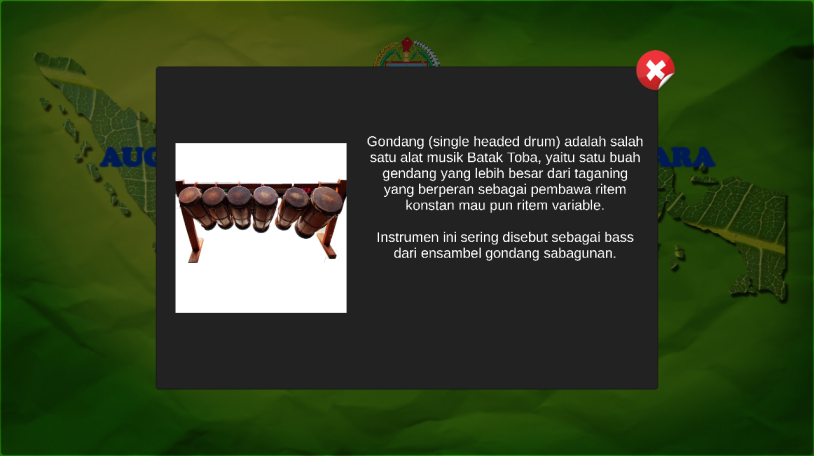 AUG
ARA
Gondang (single headed drum) adalah salah
satu alat musik Batak Toba, yaitu satu buah
gendang yang lebih besar dari taganing
yang berperan sebagai pembawa ritem
konstan mau pun ritem variable.
Instrumen ini sering disebut sebagai bass
dari ensambel gondang sabagunan.